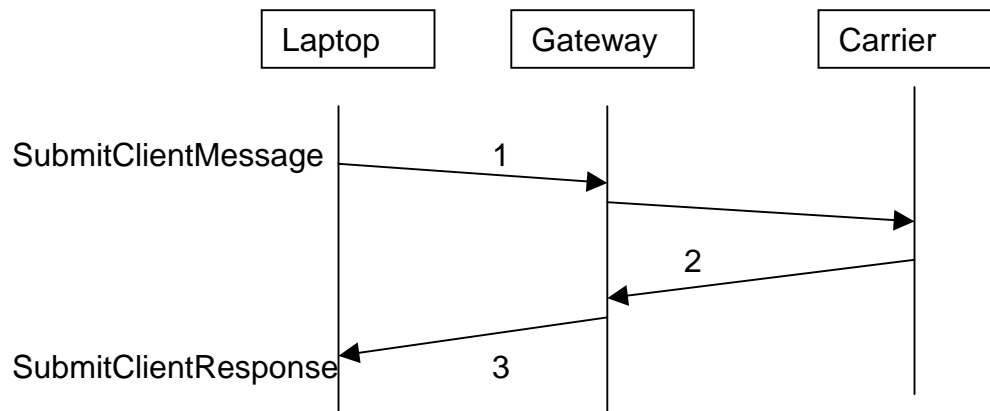 Laptop
Gateway
Carrier
SubmitClientMessage
1
2
SubmitClientResponse
3